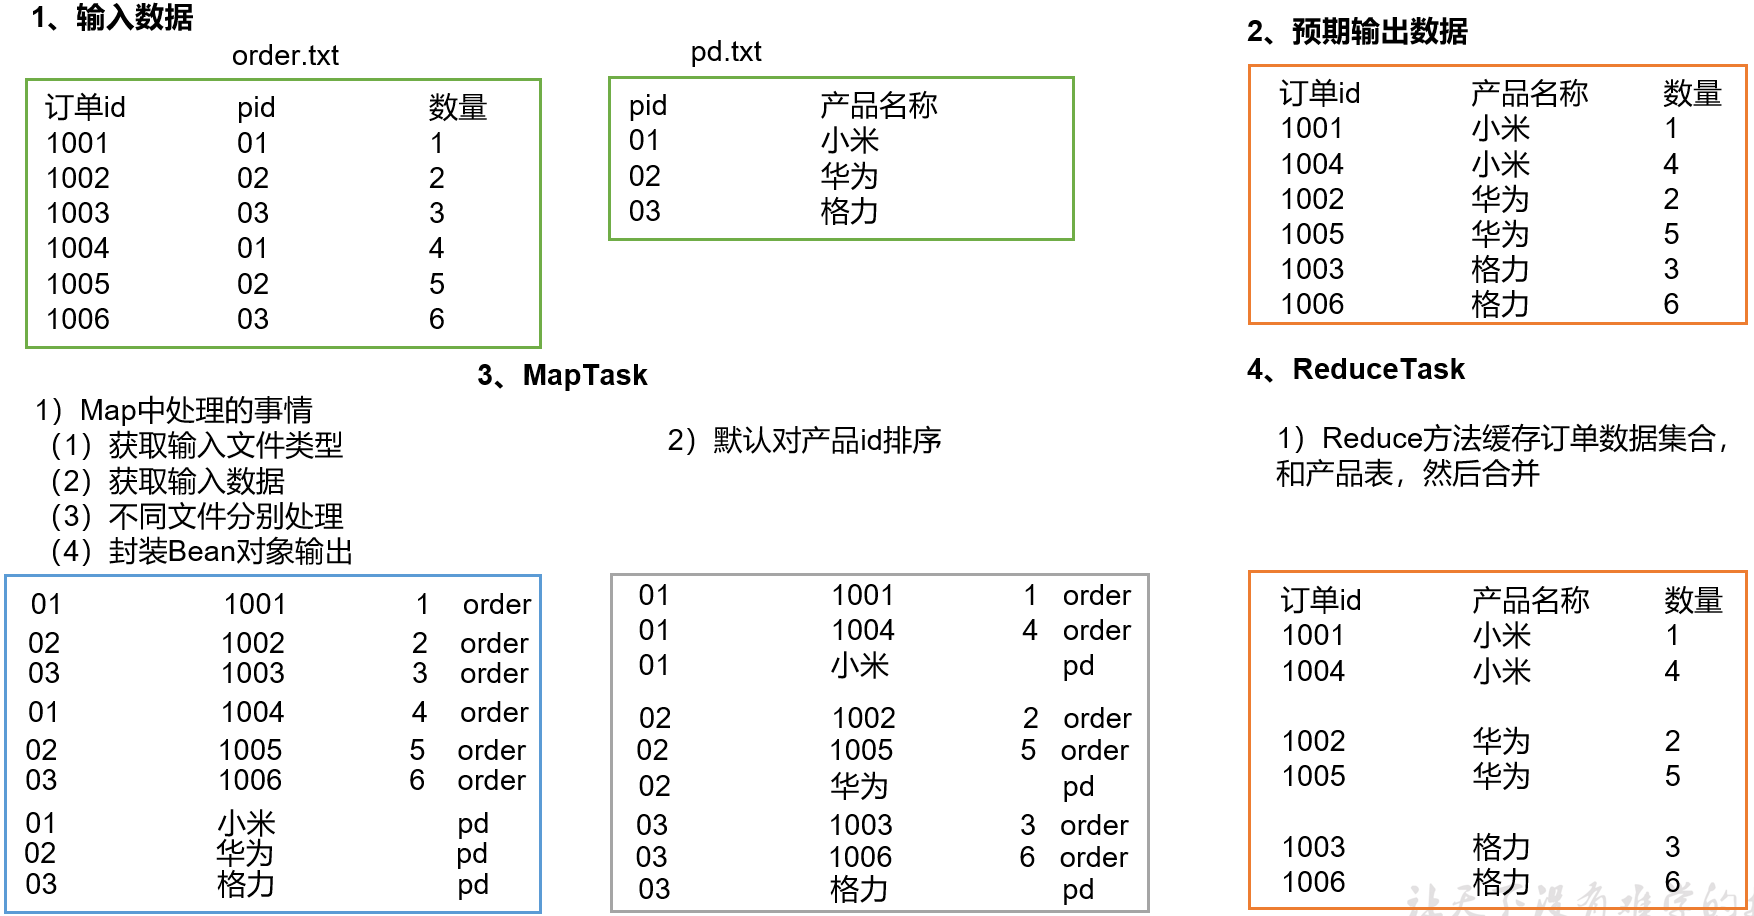 1、输入数据
order.txt
订单id pid 数量
1001 01 1
1002 02 2
1003 03 3
1004 01 4
1005 02 5
1006 03 6
pd.txt
pid 产品名称
01 小米
02 华为
03 格力
2、预期输出数据
订单id 产品名称 数量
1001 小米 1
1004 小米 4
1002 华为 2
1005 华为 5
1003 格力 3
1006 格力 6
3、MapTask
1）Map中处理的事情
（1）获取输入文件类型
（2）获取输入数据
（3）不同文件分别处理
（4）封装Bean对象输出
01 1001 1 order
02 1002 2 order
03 1003 3 order
01 1004 4 order
02 1005 5 order
03 1006 6 order
01 小米 pd
02 华为 pd
03 格力 pd
2）默认对产品id排序
01 1001 1 order
01 1004 4 order
01 小米 pd
02 1002 2 order
02 1005 5 order
02 华为 pd
03 1003 3 order
03 1006 6 order
03 格力 pd
4、ReduceTask
1）Reduce方法缓存订单数据集合，
和产品表，然后合并
订单id 产品名称 数量
1001 小米 1
1004 小米 4
1002 华为 2
1005 华为 5
1003 格力 3
1006 格力 6